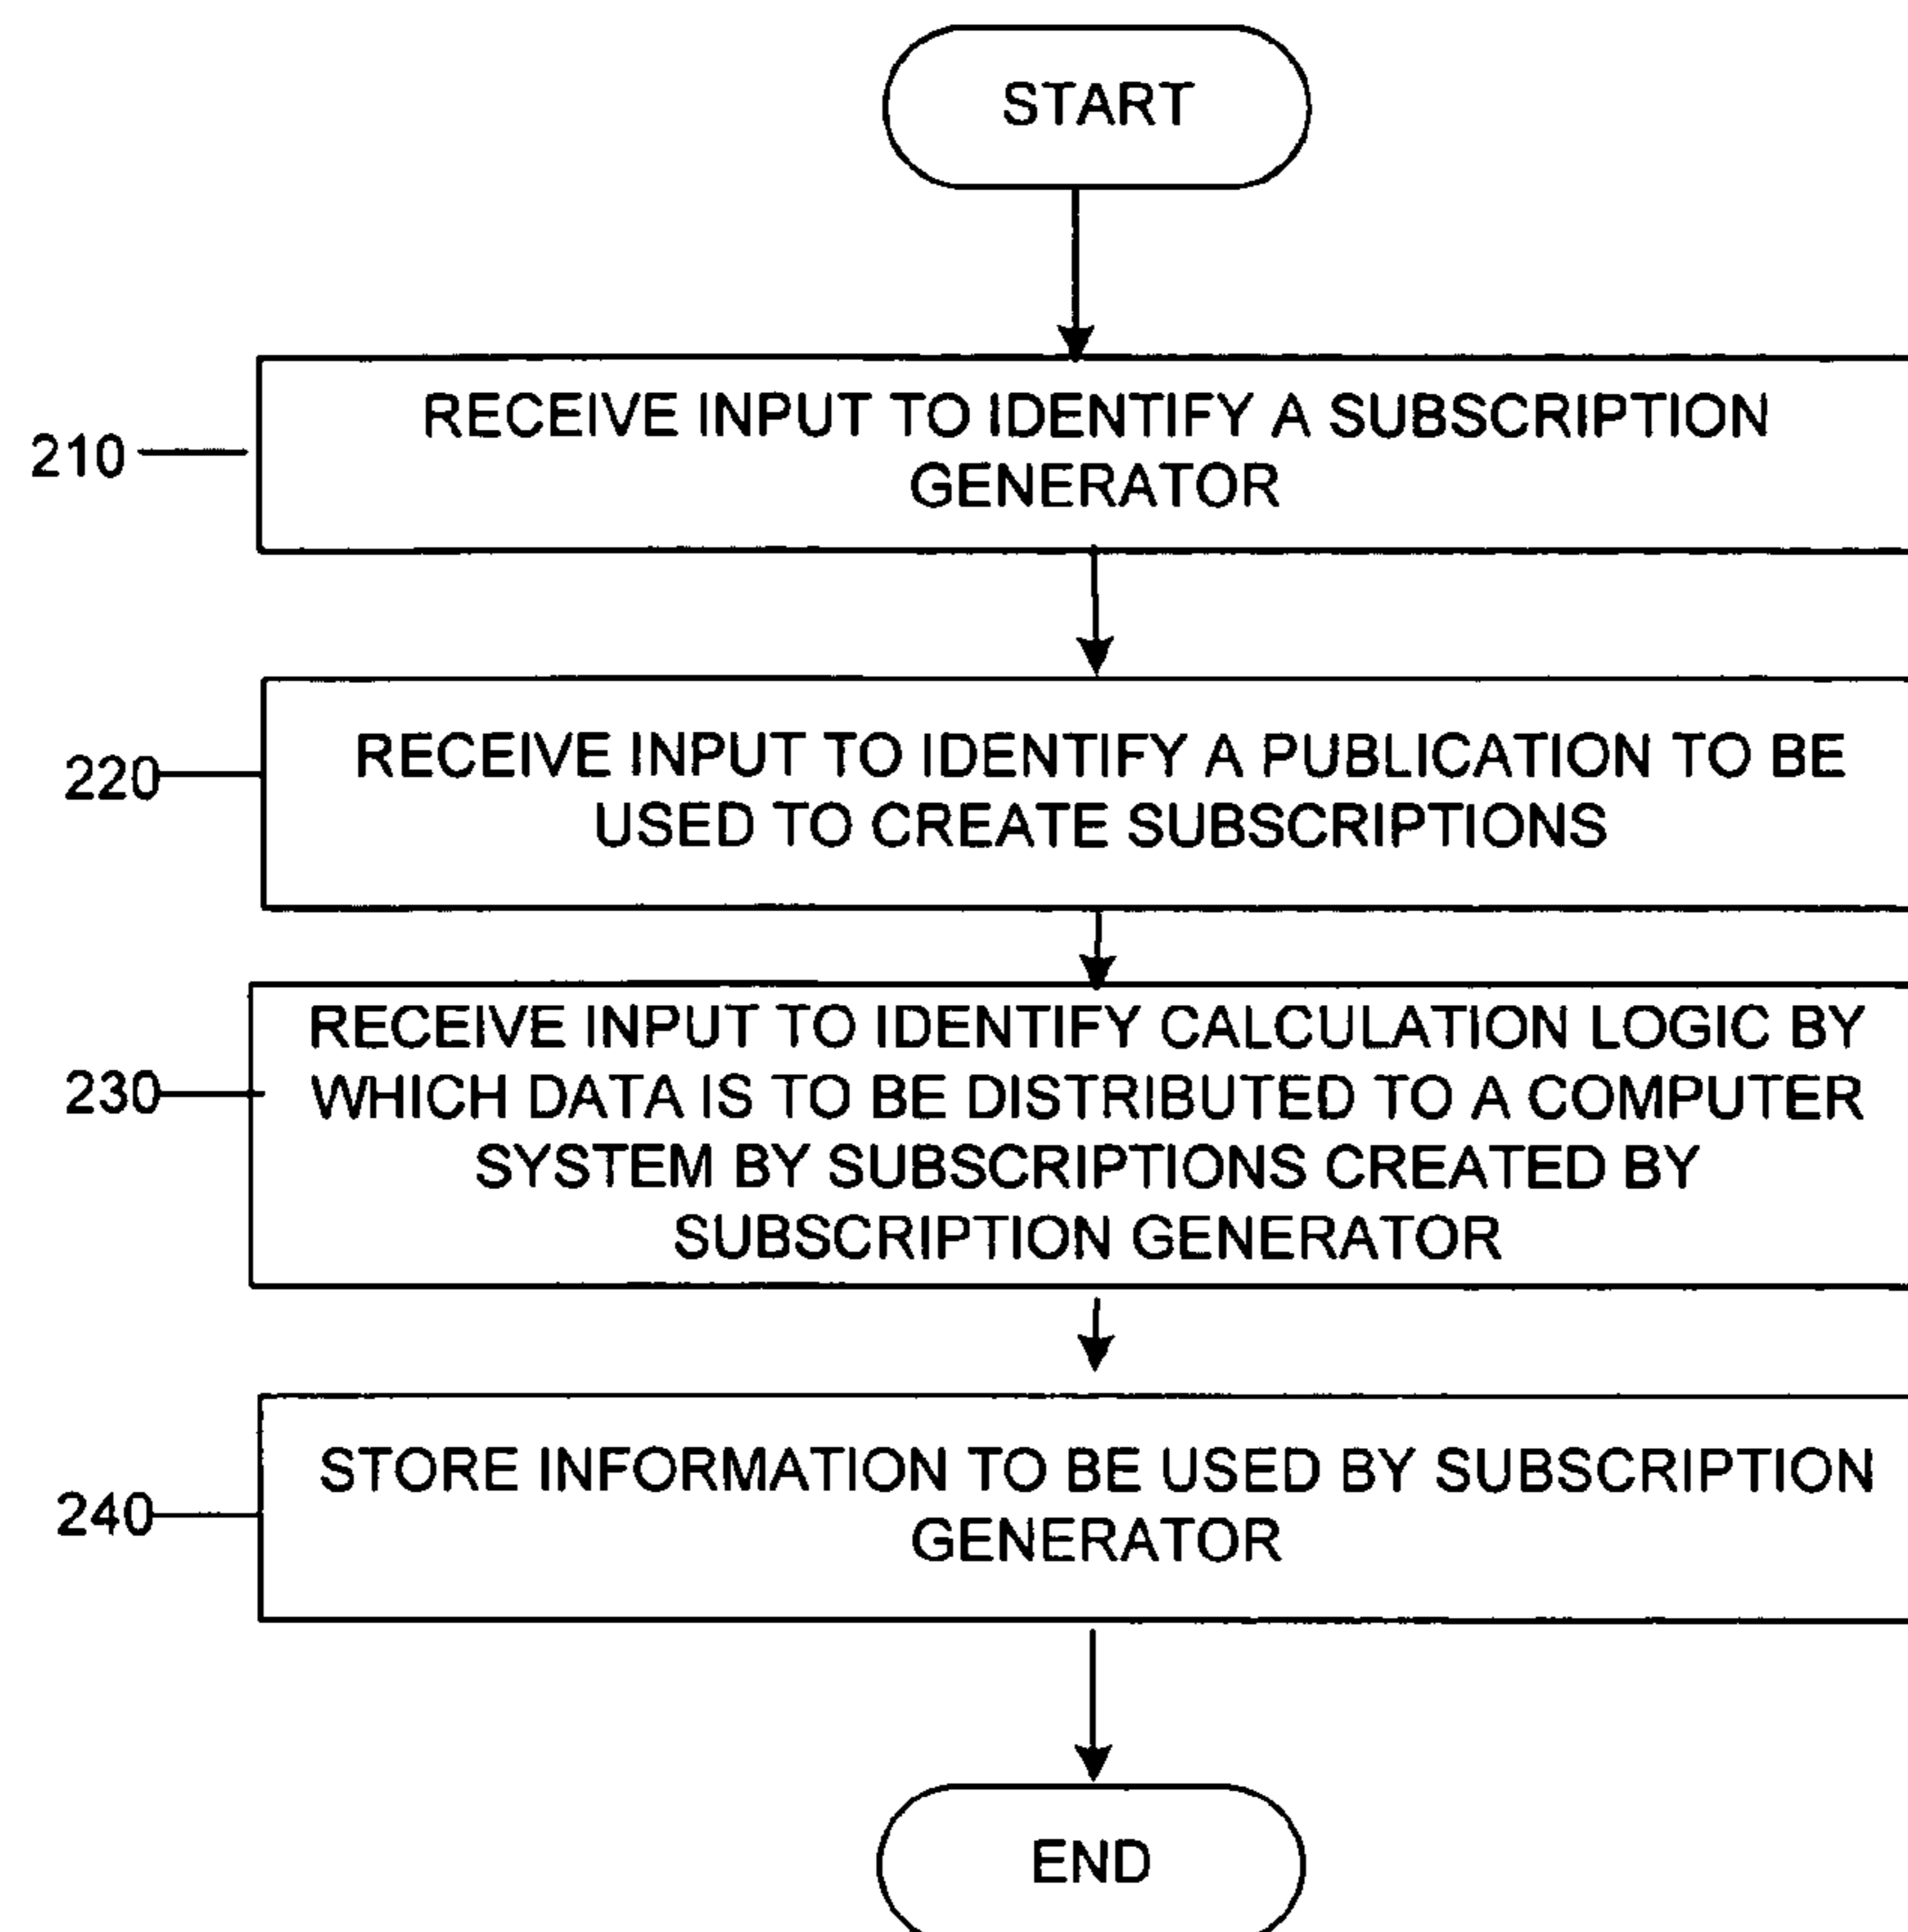 START
210
RECEIVE INPUT TO IDENTIFY A SUBSCRIPTION
GENERATOR
220
RECEIVE INPUT TO IDENTIFY A PUBLICATION TO BE
USED TO CREATE SUBSCRIPTIONS
230
RECEIVE INPUT TO IDENTIFY CALCULATION LOGIC BY
WHICH DATA IS TO BE DISTRIBUTED TO A COMPUTER
SYSTEM BY SUBSCRIPTIONS CREATED BY
SUBSCRIPTION GENERATOR
240
STORE INFORMATION TO BE USED BY SUBSCRIPTION
GENERATOR
END